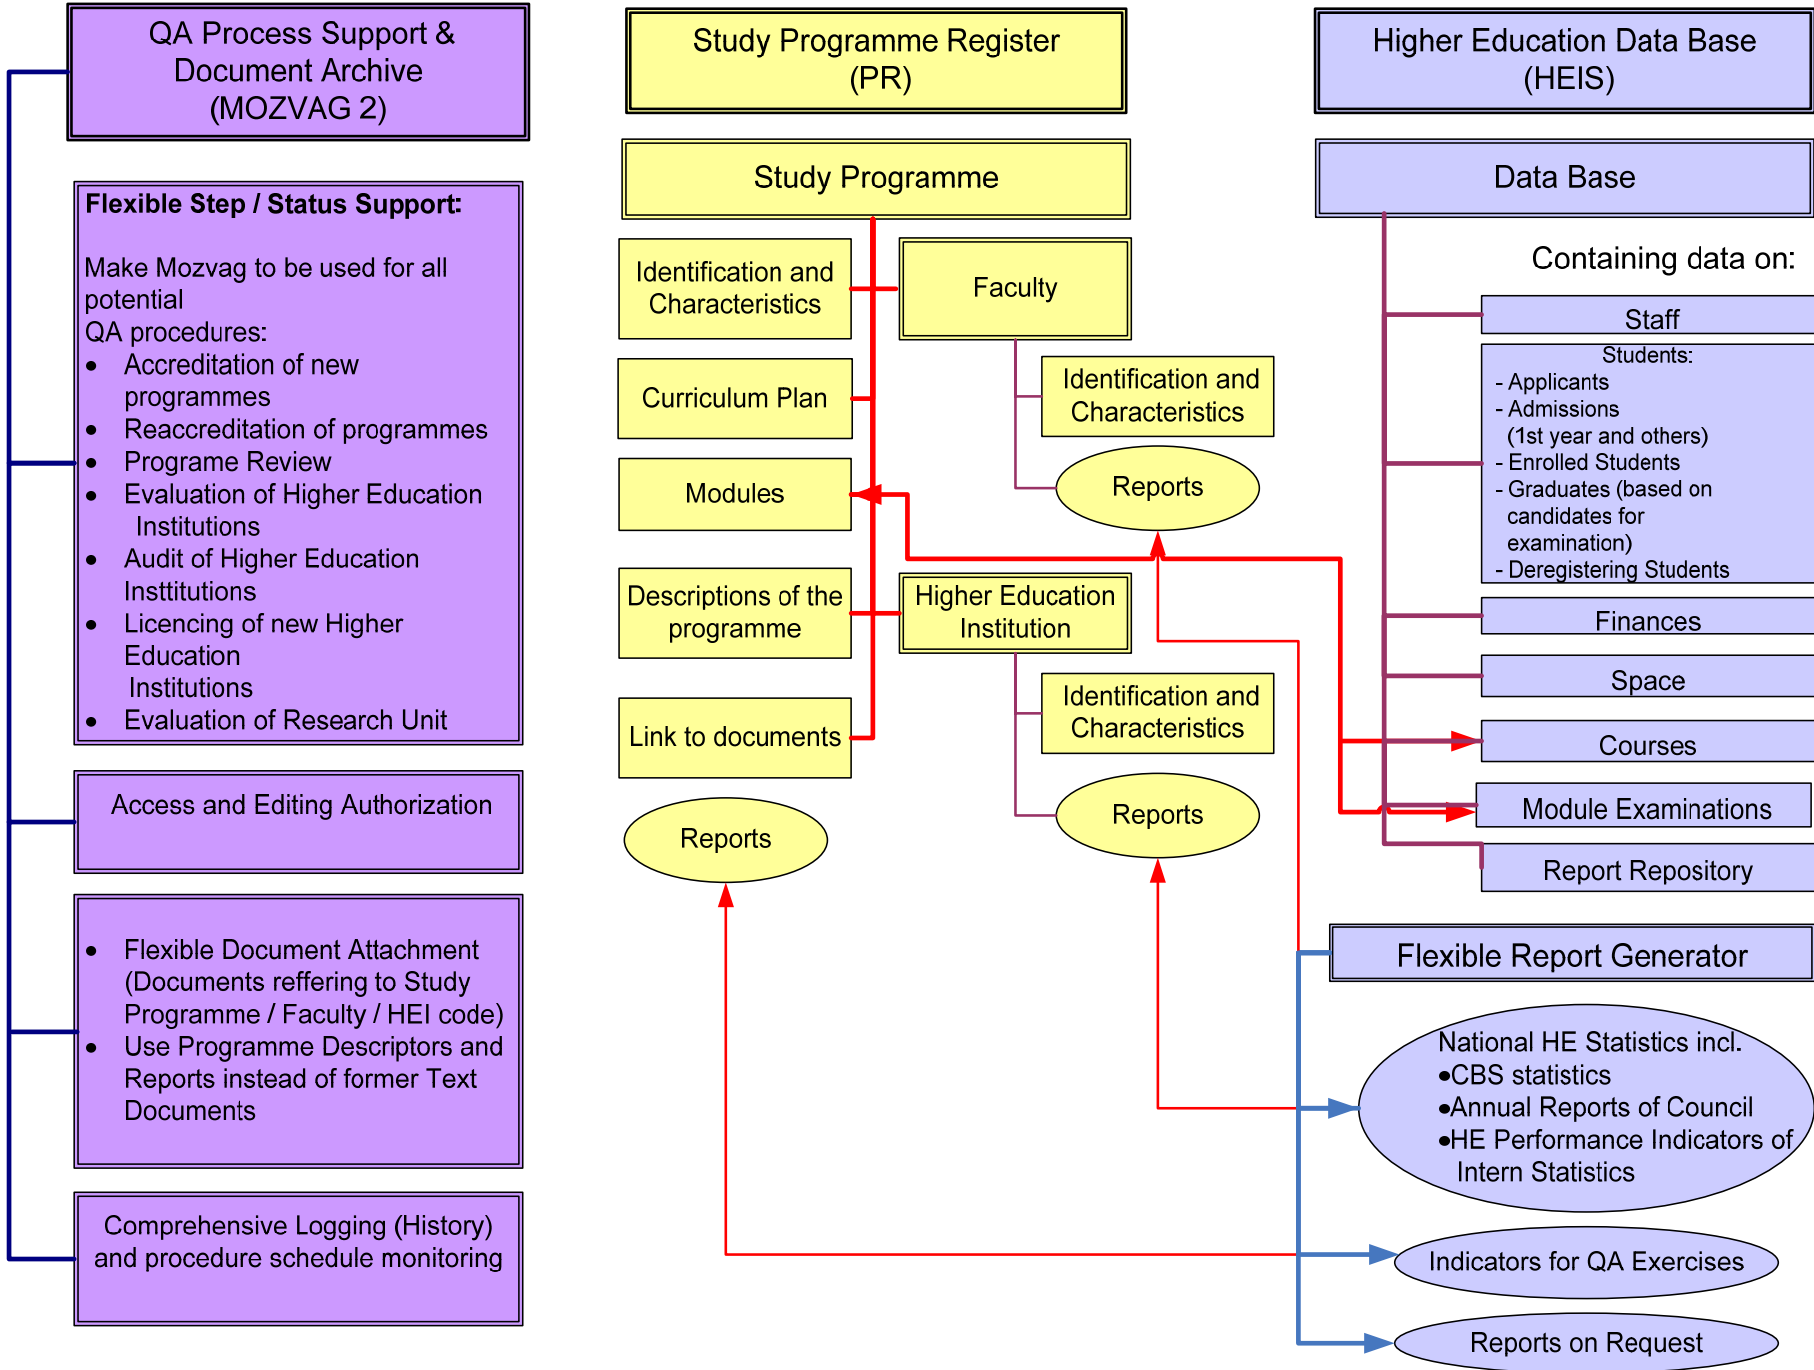 QA Process Support &
Document Archive
(MOZVAG 2)
Flexible Step / Status Support:
Make Mozvag to be used for all
potential
QA procedures:
• Accreditation of new
programmes
• Reaccreditation of programmes
• Programe Review
• Evaluation of Higher Education
Institutions
• Audit of Higher Education
Insttitutions
• Licencing of new Higher
Education
Institutions
• Evaluation of Research Unit
Access and Editing Authorization
• Flexible Document Attachment
(Documents reffering to Study
Programme / Faculty / HEI code)
• Use Programme Descriptors and
Reports instead of former Text
Documents
Comprehensive Logging (History)
and procedure schedule monitoring
Study Programme Register
(PR)
Study Programme
Identification and
Characteristics
Faculty
Curriculum Plan
Identification and
Characteristics
Modules
Reports
Descriptions of the
programme
Higher Education
Institution
Link to documents
Identification and
Characteristics
Reports
Reports
Higher Education Data Base
(HEIS)
Data Base
Containing data on:
Staff
Students:
- Applicants
- Admissions
(1st year and others)
- Enrolled Students
- Graduates (based on
candidates for
examination)
- Deregistering Students
Finances
Space
Courses
Module Examinations
Report Repository
Flexible Report Generator
National HE Statistics incl.
•CBS statistics
•Annual Reports of Council
•HE Performance Indicators of
Intern Statistics
Indicators for QA Exercises
Reports on Request